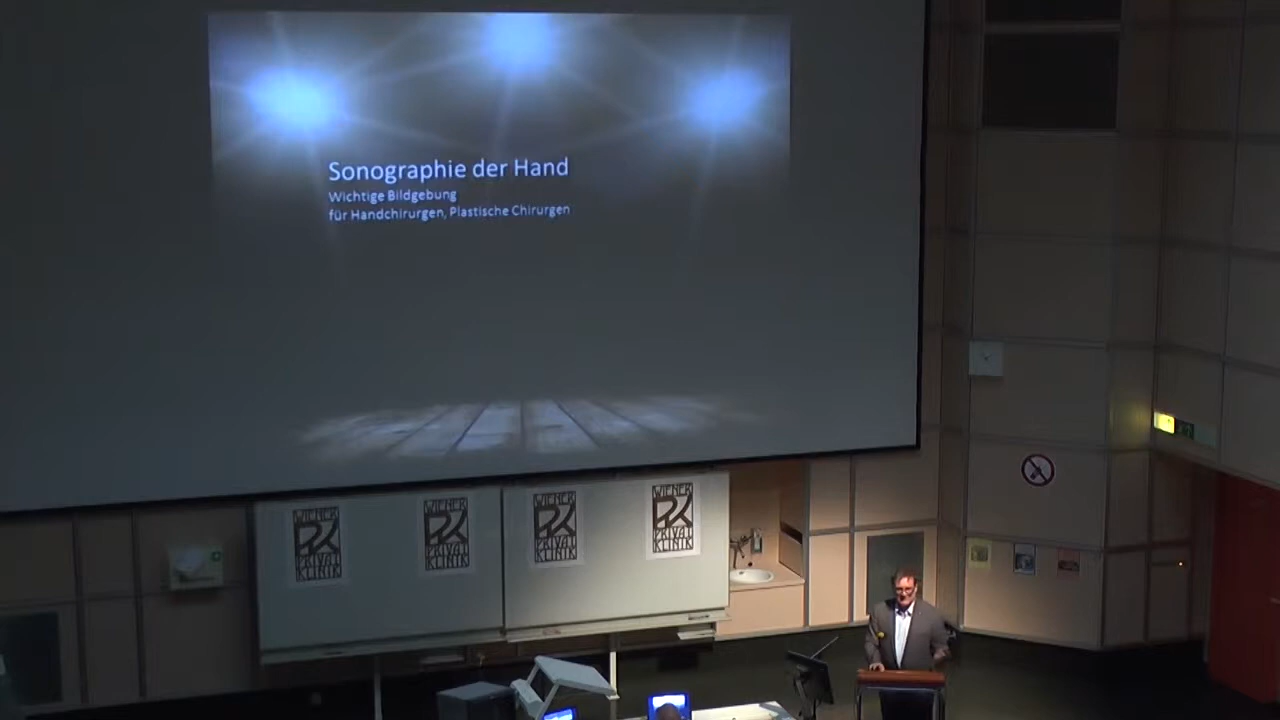 Sonographie der Hand
Wichtige Bildgebung
für Handchirurgen, Plastische Chirurgen
WIENER
PRIVAT
KLINIK
WIENER
PRIVAT
KLINIK
WIENER
PRIVAT
KLINIK
WIENER
PRIVAT
KLINIK